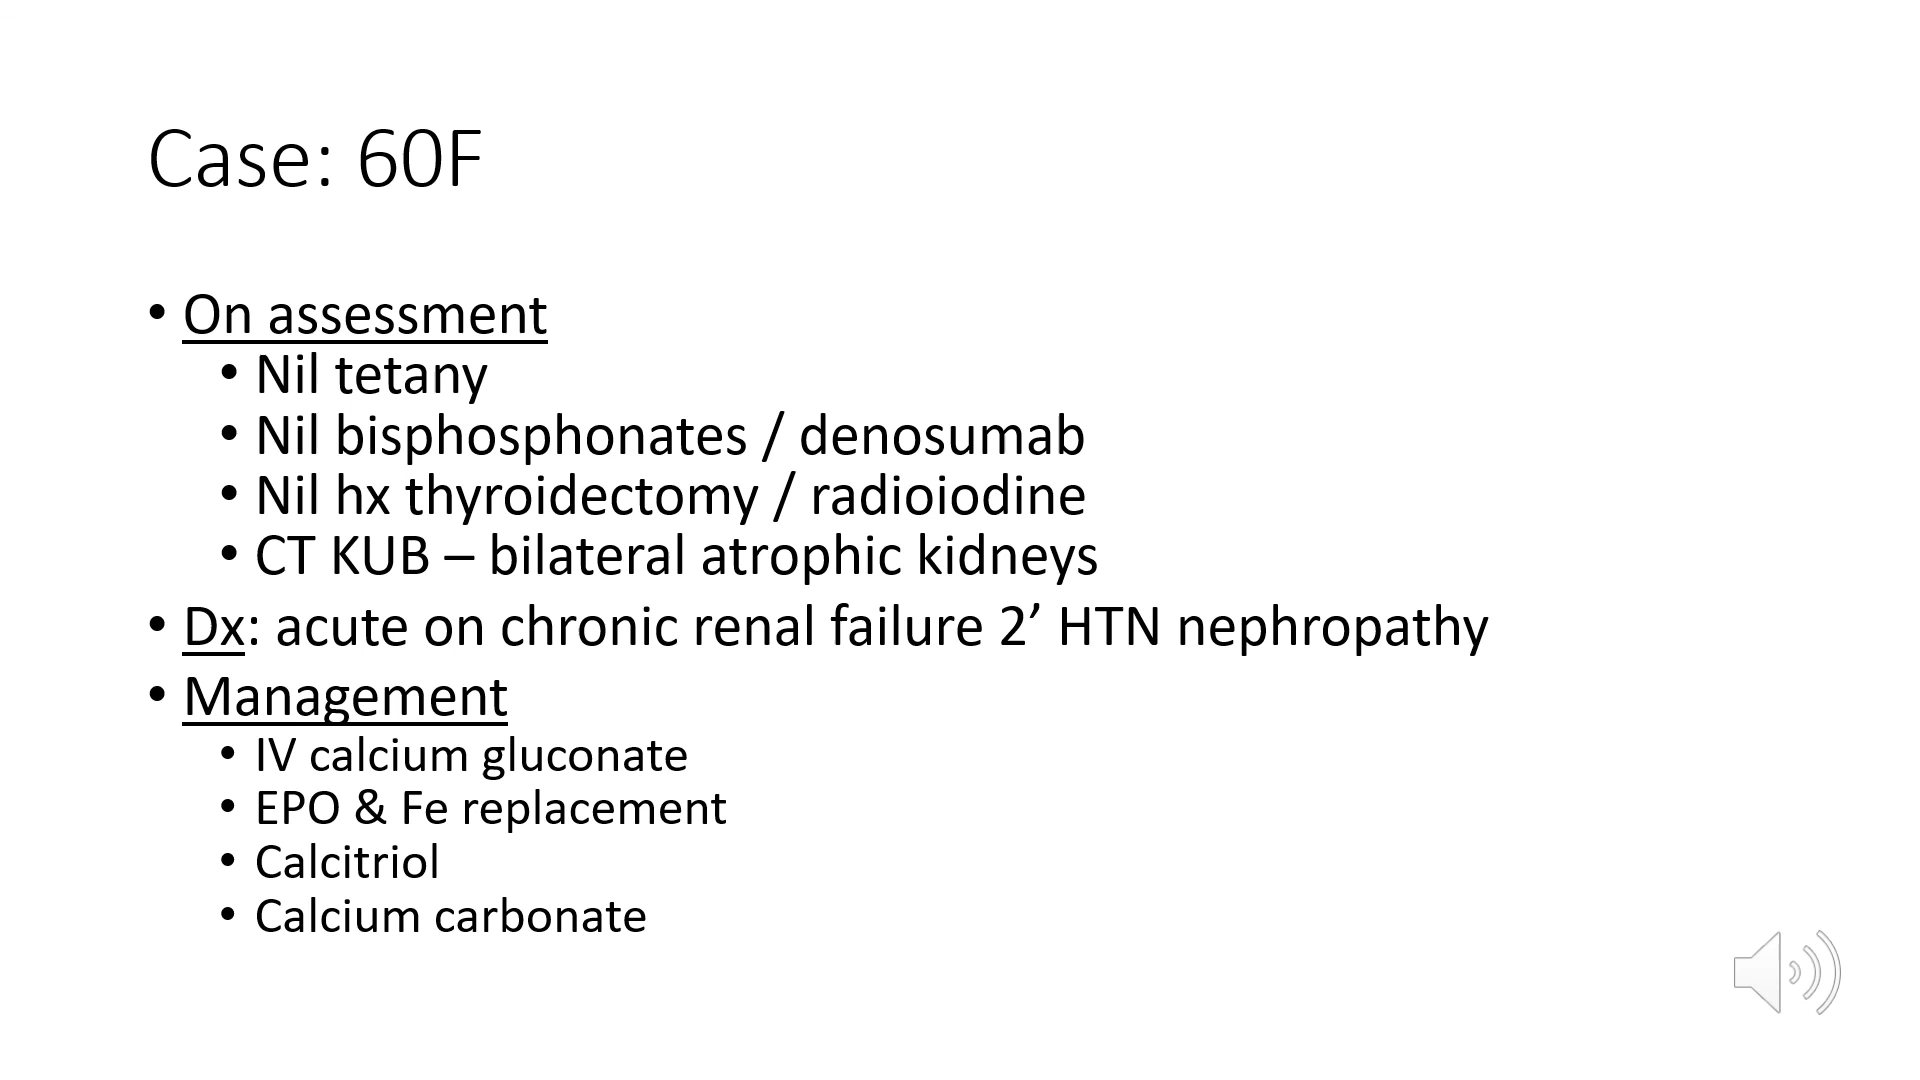 Case: 60F
• On assessment
• Nil tetany
• Nil bisphosphonates / denosumab
• Nil hx thyroidectomy / radioiodine
• CT KUB – bilateral atrophic kidneys
• Dx: acute on chronic renal failure 2’ HTN nephropathy
• Management
• IV calcium gluconate
• EPO & Fe replacement
• Calcitriol
• Calcium carbonate